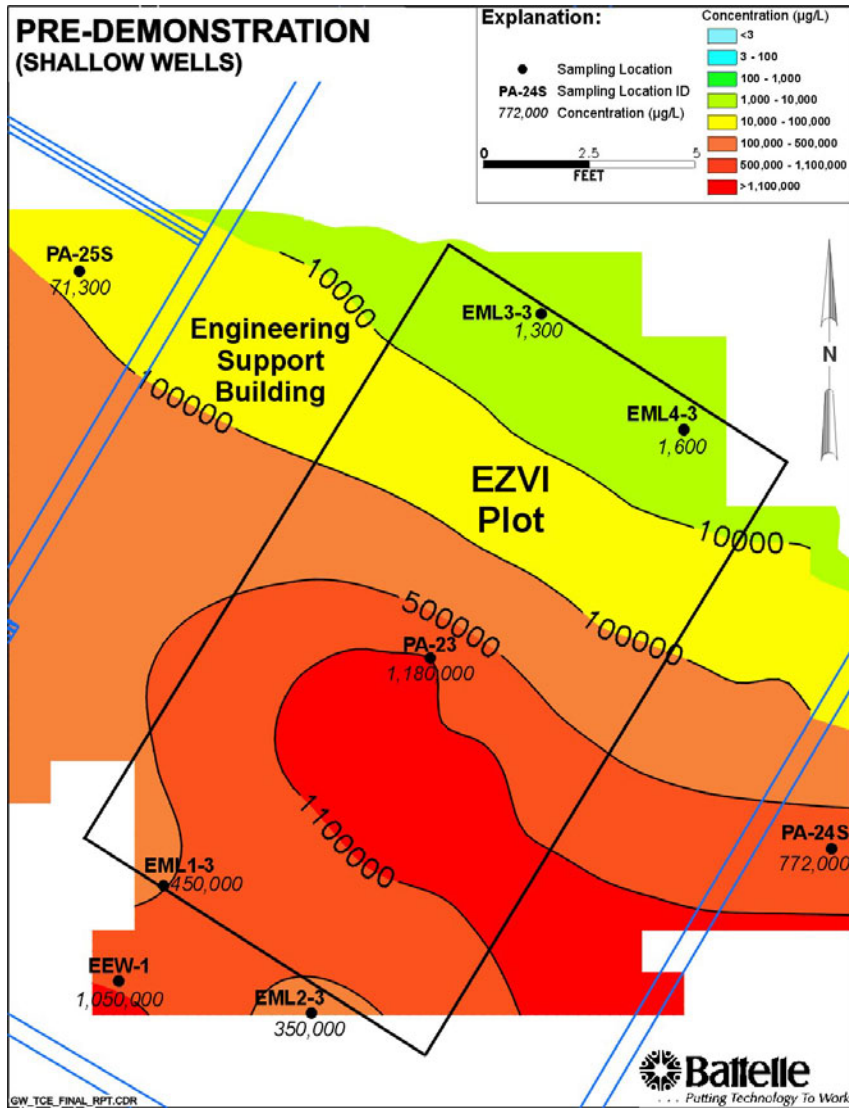 PRE-DEMONSTRATION
(SHALLOW WELLS)
Explanation:
Sampling Location
PA-24S Sampling Location ID
772,000 Concentration (µg/L)
0 2.5 5
FEET
Concentration (µg/L)
<3
3 - 100
100 - 1,000
1,000 - 10,000
10,000 - 100,000
100,000 - 500,000
500,000 - 1,100,000
>1,100,000
PA-25S
71,300
10000
EML3-3
1,300
Engineering
Support
Building
N
100000
EML4-3
1,600
EZVI
Plot
10000
500000
100000
PA-23
1,180,000
1100000
PA-24S
772,000
EML1-3
450,000
EEW-1
1,050,000
EML2-3
350,000
Battelle
. . . Putting Technology To Work
GW_TCE_FINAL_RPT.CDR